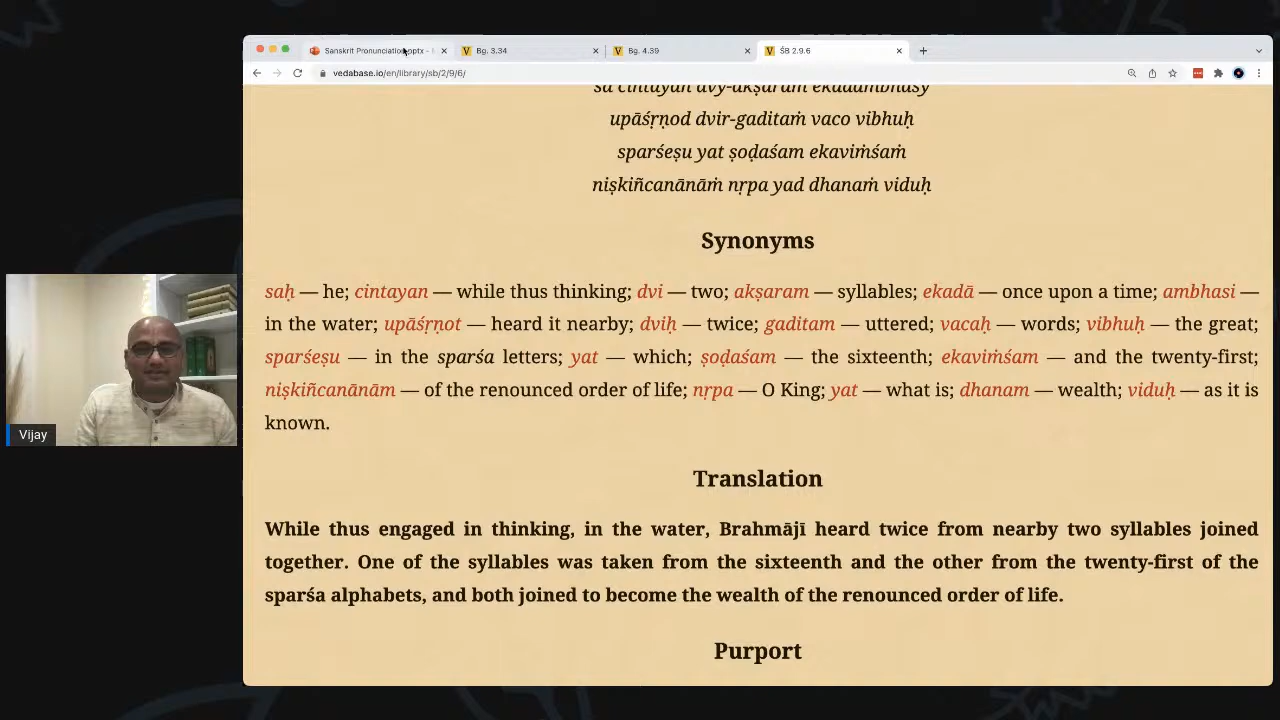 Sanskrit Pronunciation.pptx -
Bg. 3.34
Bg. 4.39
ŚB 2.9.6
vedabase.io/en/library/sb/2/9/6/
sa cintayan dvy-akṣaram ekadāmbhasy
upāśṛṇod dvir-gaditaṁ vaco vibhuḥ
sparśeṣu yat ṣoḍaśam ekaviṁśaṁ
niṣkiñcanānāṁ nṛpa yad dhanaṁ viduḥ
Synonyms
saḥ — he; cintayan — while thus thinking; dvi — two; akṣaram — syllables; ekadā — once upon a time; ambhasi —
in the water; upāśṛṇot — heard it nearby; dviḥ — twice; gaditam — uttered; vacaḥ — words; vibhuḥ — the great;
sparśeṣu — in the sparśa letters; yat — which; ṣoḍaśam — the sixteenth; ekaviṁśam — and the twenty-first;
niṣkiñcanānām — of the renounced order of life; nṛpa — O King; yat — what is; dhanam — wealth; viduḥ — as it is
known.
Translation
While thus engaged in thinking, in the water, Brahmājī heard twice from nearby two syllables joined
together. One of the syllables was taken from the sixteenth and the other from the twenty-first of the
sparśa alphabets, and both joined to become the wealth of the renounced order of life.
Purport
Vijay